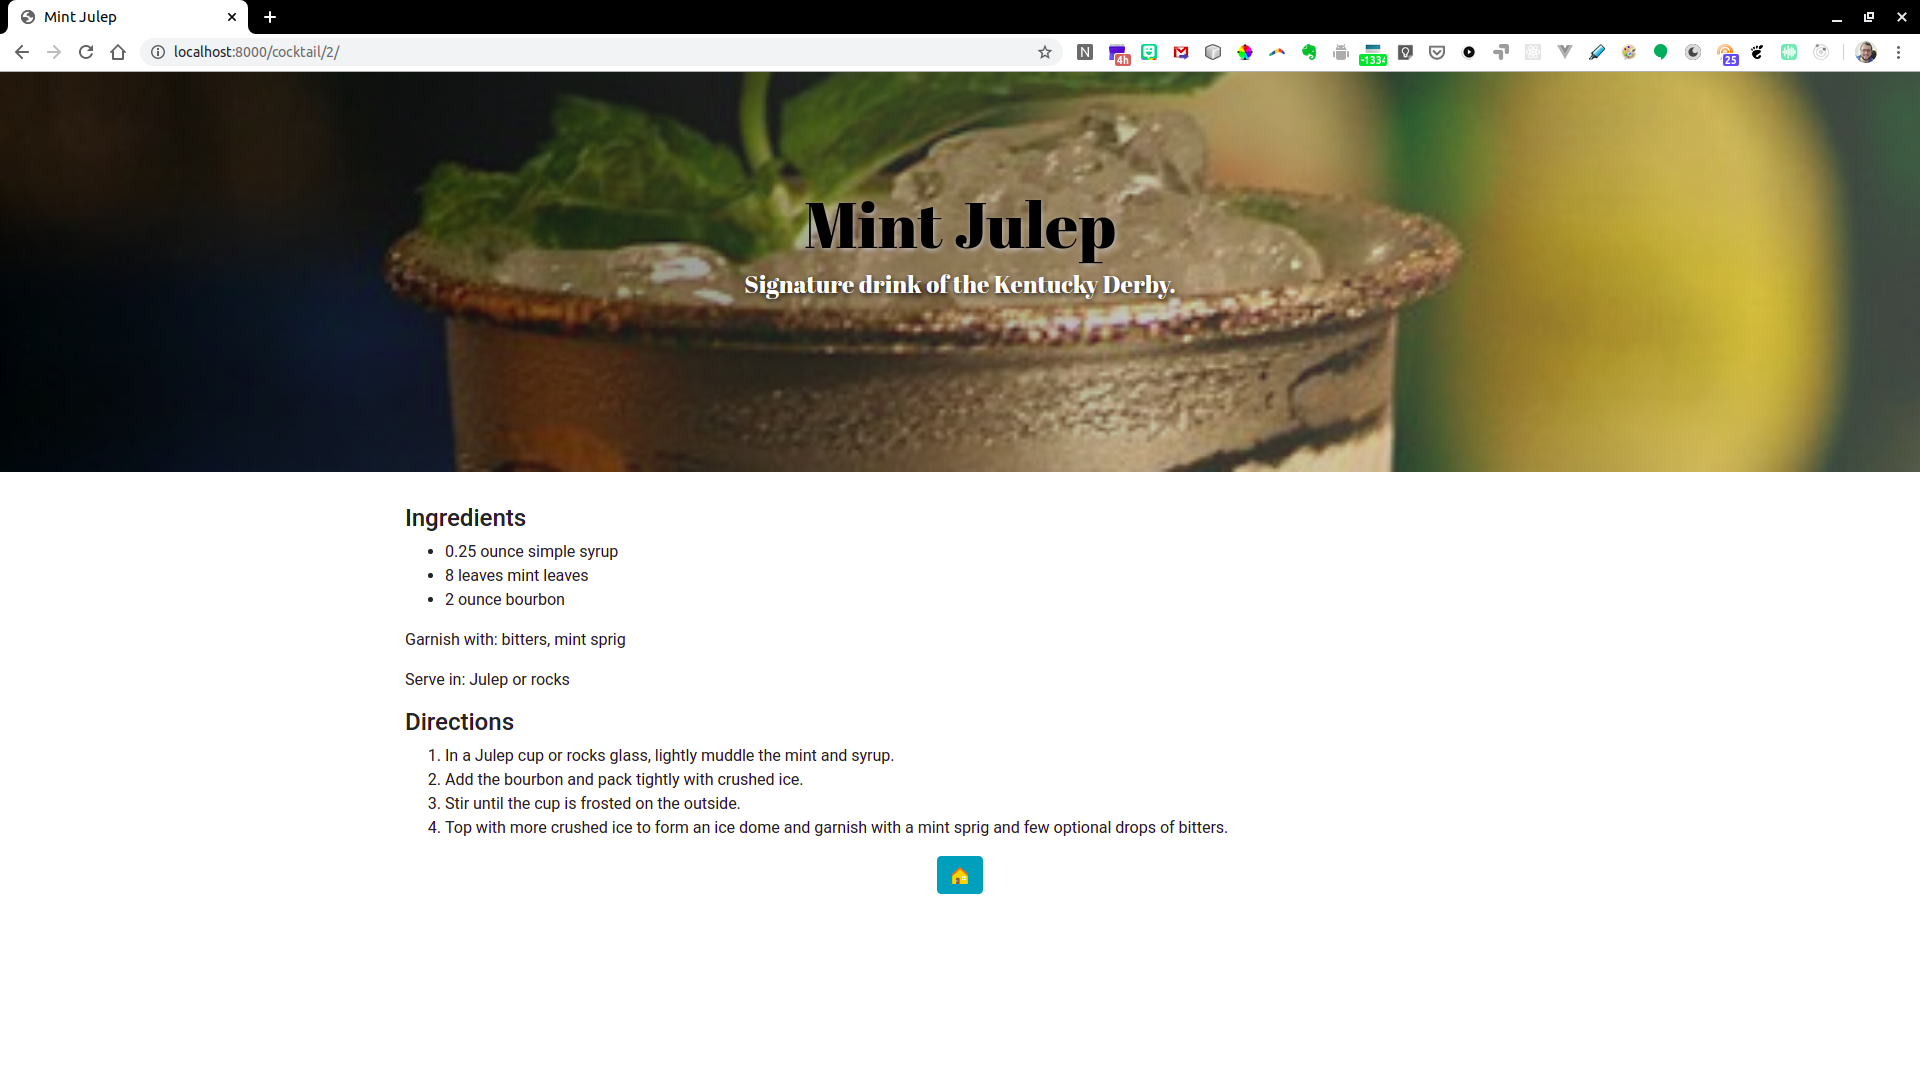 Mint Julep
localhost:8000/cocktail/2/
N
4h
-1334
25
Mint Julep
Signature drink of the Kentucky Derby.
Ingredients
• 0.25 ounce simple syrup
• 8 leaves mint leaves
• 2 ounce bourbon
Garnish with: bitters, mint sprig
Serve in: Julep or rocks
Directions
1. In a Julep cup or rocks glass, lightly muddle the mint and syrup.
2. Add the bourbon and pack tightly with crushed ice.
3. Stir until the cup is frosted on the outside.
4. Top with more crushed ice to form an ice dome and garnish with a mint sprig and few optional drops of bitters.